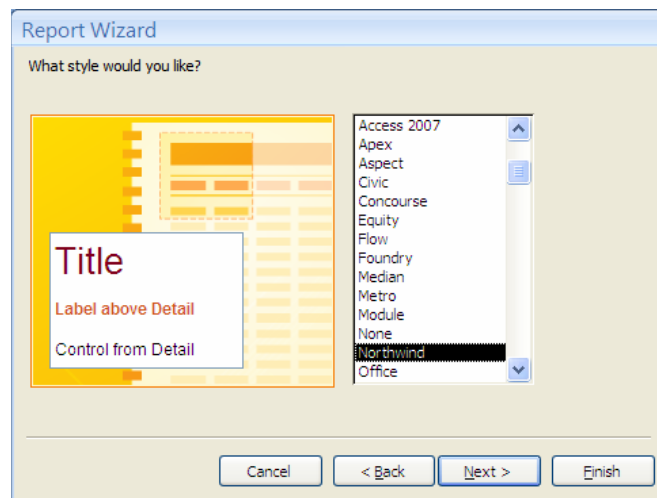 Report Wizard
What style would you like?
Title
Label above Detail
Control from Detail
Access 2007
Apex
Aspect
Civic
Concourse
Equity
Flow
Foundry
Median
Metro
Module
None
Northwind
Office
Cancel
< Back
Next >
Finish